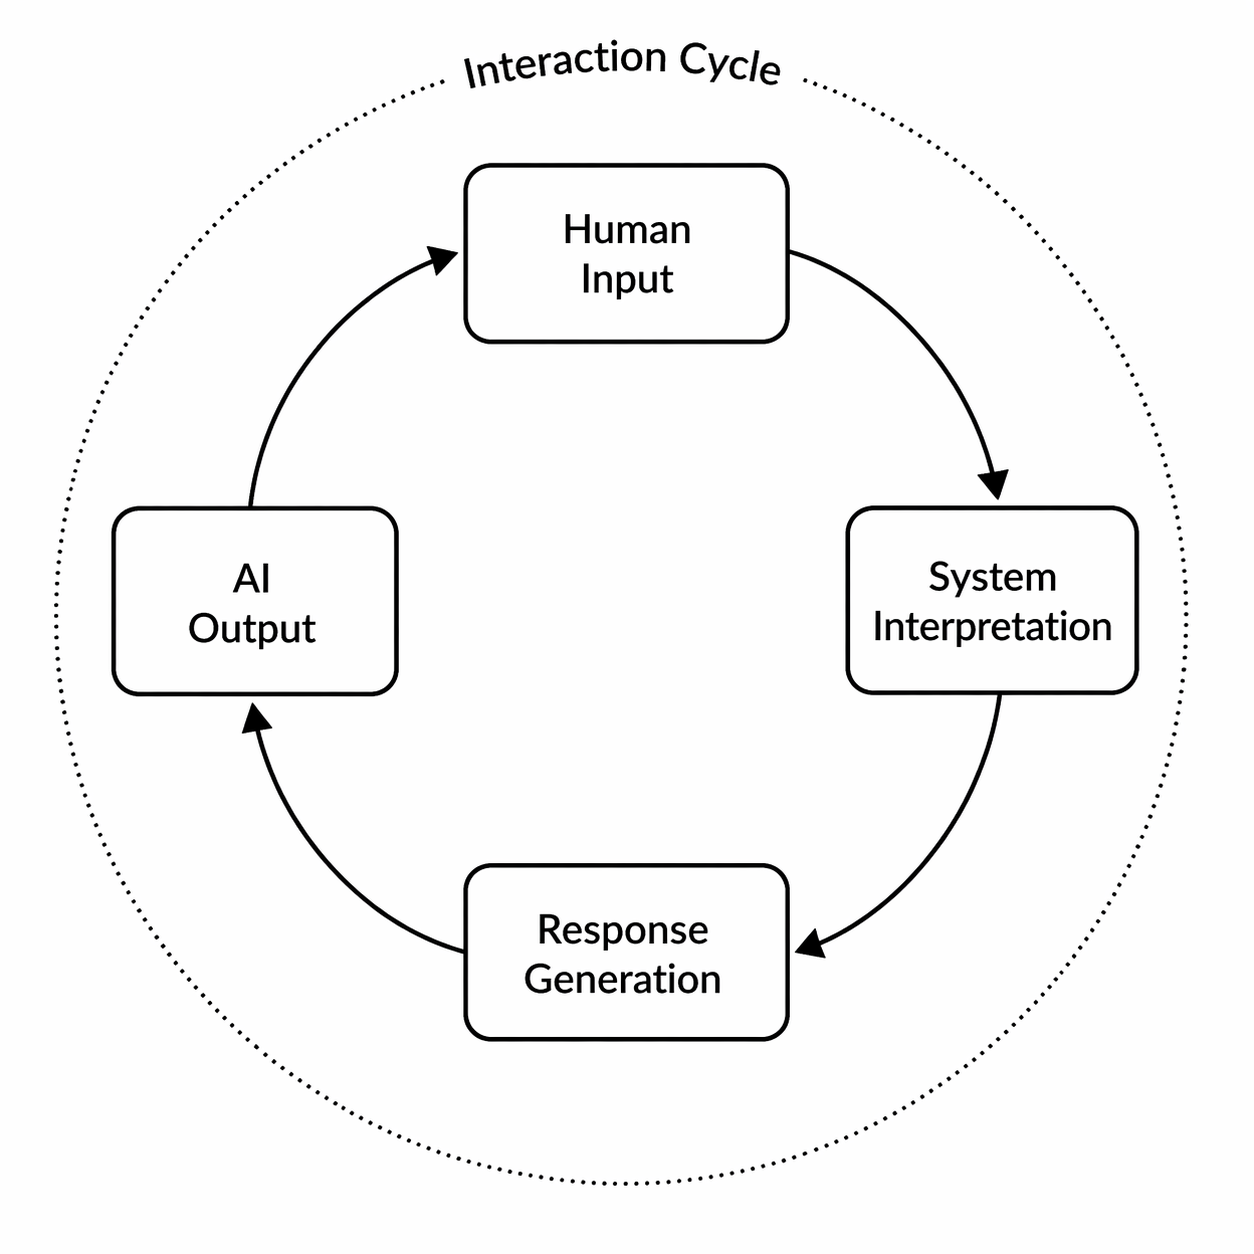 Interaction Cycle
Human
Input
System
Interpretation
Response
Generation
AI
Output